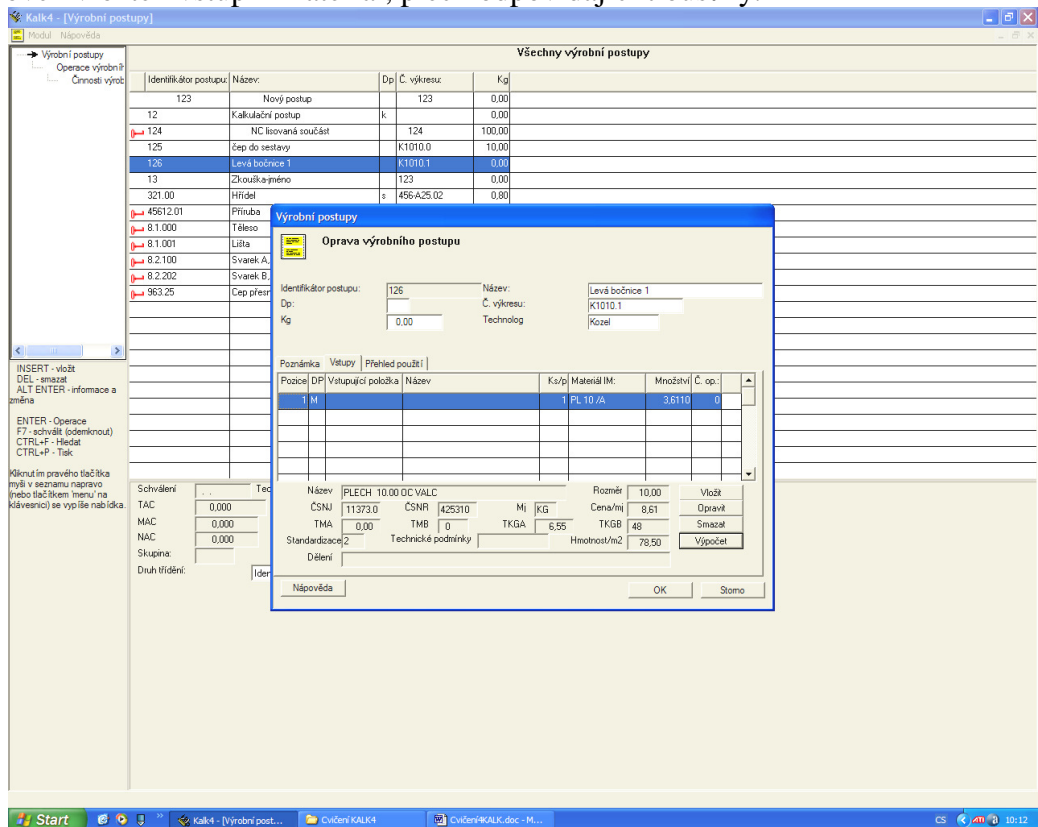 Kalk4 - [Výrobní postupy]
Modul Nápověda
Výrobní postupy
Operace výrobníh
Činnosti výrob
Všechny výrobní postupy
Identifikátor postupu: Název: Dp Č. výkresu: Kg
123 Nový postup 123 0,00
12 Kalkulační postup k 0,00
124 NC lisovaná součást 124 100,00
125 čep do sestavy K1010.0 10,00
126 Levá bočnice 1 K1010.1 0,00
13 Zkouška-jméno 123 0,00
321.00 Hřídel s 456-A25.02 0,80
45612.01 Příruba
8.1.000 Těleso
8.1.001 Lišta
8.2.100 Svarek A,
8.2.202 Svarek B,
963.25 Cep přesn
INSERT - vložit
DEL - smazat
ALT ENTER - informace a
změna
ENTER - Operace
F7 - schválit (odemknout)
CTRL+F - Hledat
CTRL+P - Tisk
Kliknutím pravého tlačítka
myši v seznamu napravo
(nebo tlačítkem 'menu' na
klávesnici) se vypíše nabídka.
Schválení . . Tec
TAC 0,000
MAC 0,000
NAC 0,000
Skupina:
Druh třídění: Iden
Výrobní postupy
Oprava výrobního postupu
Identifikátor postupu: 126 Název: Levá bočnice 1
Dp: Č. výkresu: K1010.1
Kg 0,00 Technolog Kozel
Poznámka Vstupy Přehled použití
Pozice DP Vstupující položka Název Ks/p Materiál IM: Množství Č. op.:
1 M 1 PL 10 /A 3,6110 0
Název PLECH 10.00 OC VALC Rozměr 10,00 Vložit
ČSNJ 11373.0 ČSNR 425310 Mj KG Cena/mj 8,61 Opravit
TMA 0,00 TMB 0 TKGA 6,55 TKGB 48 Smazat
Standardizace 2 Technické podmínky Hmotnost/m2 78,50 Výpočet
Dělení
Nápověda OK Storno
Start Kalk4 - [Výrobní post... Cvičení KALK4 Cvičení4KALK.doc - M... CS 10:12